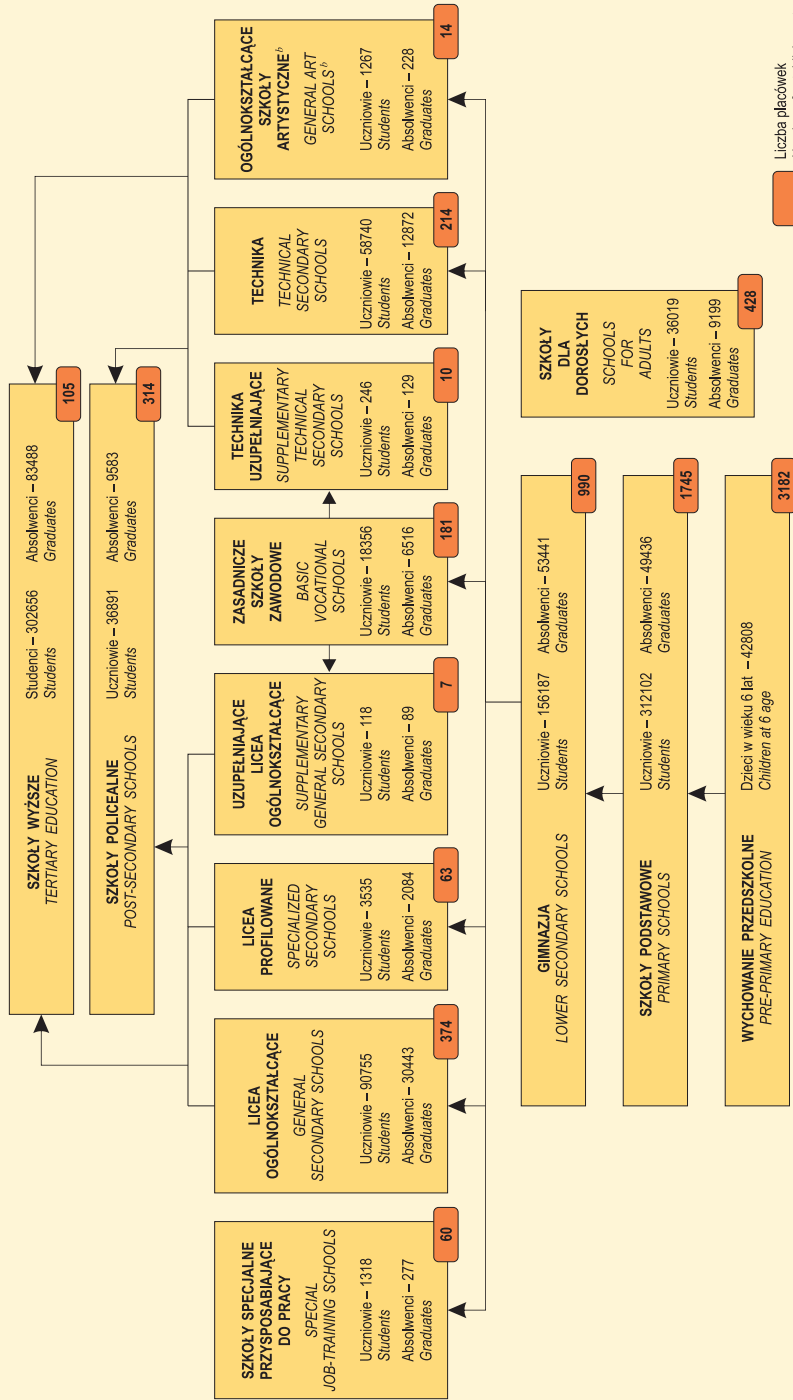 SZKOŁY WYŻSZE
TERTIARY EDUCATION
Studenci – 302656
Students
Absolwenci – 83488
Graduates
105
SZKOŁY POLICEALNE
POST-SECONDARY SCHOOLS
Uczniowie – 36891
Students
Absolwenci – 9583
Graduates
314
SZKOŁY SPECJALNE
PRZYSPOSABIAJĄCE
DO PRACY
SPECIAL
JOB-TRAINING SCHOOLS
Uczniowie – 1318
Students
Absolwenci – 277
Graduates
60
LICEA
OGÓLNOKSZTAŁCĄCE
GENERAL
SECONDARY SCHOOLS
Uczniowie – 90755
Students
Absolwenci – 30443
Graduates
374
LICEA
PROFILOWANE
SPECIALIZED
SECONDARY
SCHOOLS
Uczniowie – 3535
Students
Absolwenci – 2084
Graduates
63
UZUPEŁNIAJĄCE
LICEA
OGÓLNOKSZTAŁCĄCE
SUPPLEMENTARY
GENERAL SECONDARY
SCHOOLS
Uczniowie – 118
Students
Absolwenci – 89
Graduates
7
ZASADNICZE
SZKOŁY
ZAWODOWE
BASIC
VOCATIONAL
SCHOOLS
Uczniowie – 18356
Students
Absolwenci – 6516
Graduates
181
TECHNIKA
UZUPEŁNIAJĄCE
SUPPLEMENTARY
TECHNICAL
SECONDARY
SCHOOLS
Uczniowie – 246
Students
Absolwenci – 129
Graduates
10
TECHNIKA
TECHNICAL
SECONDARY
SCHOOLS
Uczniowie – 58740
Students
Absolwenci – 12872
Graduates
214
OGÓLNOKSZTAŁCĄCE
SZKOŁY
ARTYSTYCZNE b
GENERAL ART
SCHOOLS b
Uczniowie – 1267
Students
Absolwenci – 228
Graduates
14
GIMNAZJA
LOWER SECONDARY SCHOOLS
Uczniowie – 156187
Students
Absolwenci – 53441
Graduates
990
SZKOŁY PODSTAWOWE
PRIMARY SCHOOLS
Uczniowie – 312102
Students
Absolwenci – 49436
Graduates
1745
WYCHOWANIE PRZEDSZKOLNE
PRE-PRIMARY EDUCATION
Dzieci w wieku 6 lat – 42808
Children at 6 age
3182
SZKOŁY
DLA
DOROSŁYCH
SCHOOLS
FOR
ADULTS
Uczniowie – 36019
Students
Absolwenci – 9199
Graduates
428
Liczba placówek